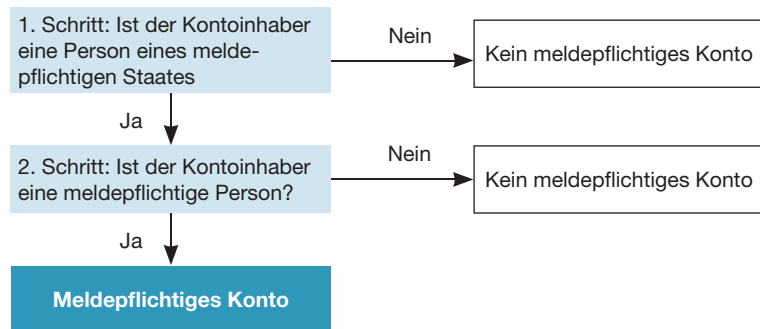 1. Schritt: Ist der Kontoinhaber
eine Person eines melde-
pflichtigen Staates
Nein
Kein meldepflichtiges Konto
Ja
2. Schritt: Ist der Kontoinhaber
eine meldepflichtige Person?
Nein
Kein meldepflichtiges Konto
Ja
Meldepflichtiges Konto